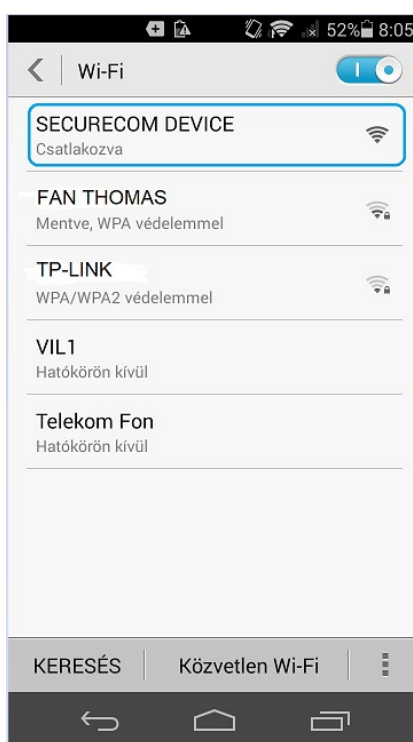 52% 8:05
Wi-Fi
SECURECOM DEVICE
Csatlakozva
FAN THOMAS
Mentve, WPA védelemmel
TP-LINK
WPA/WPA2 védelemmel
VIL1
Hatókörön kívül
Telekom Fon
Hatókörön kívül
KERESÉS Közvetlen Wi-Fi